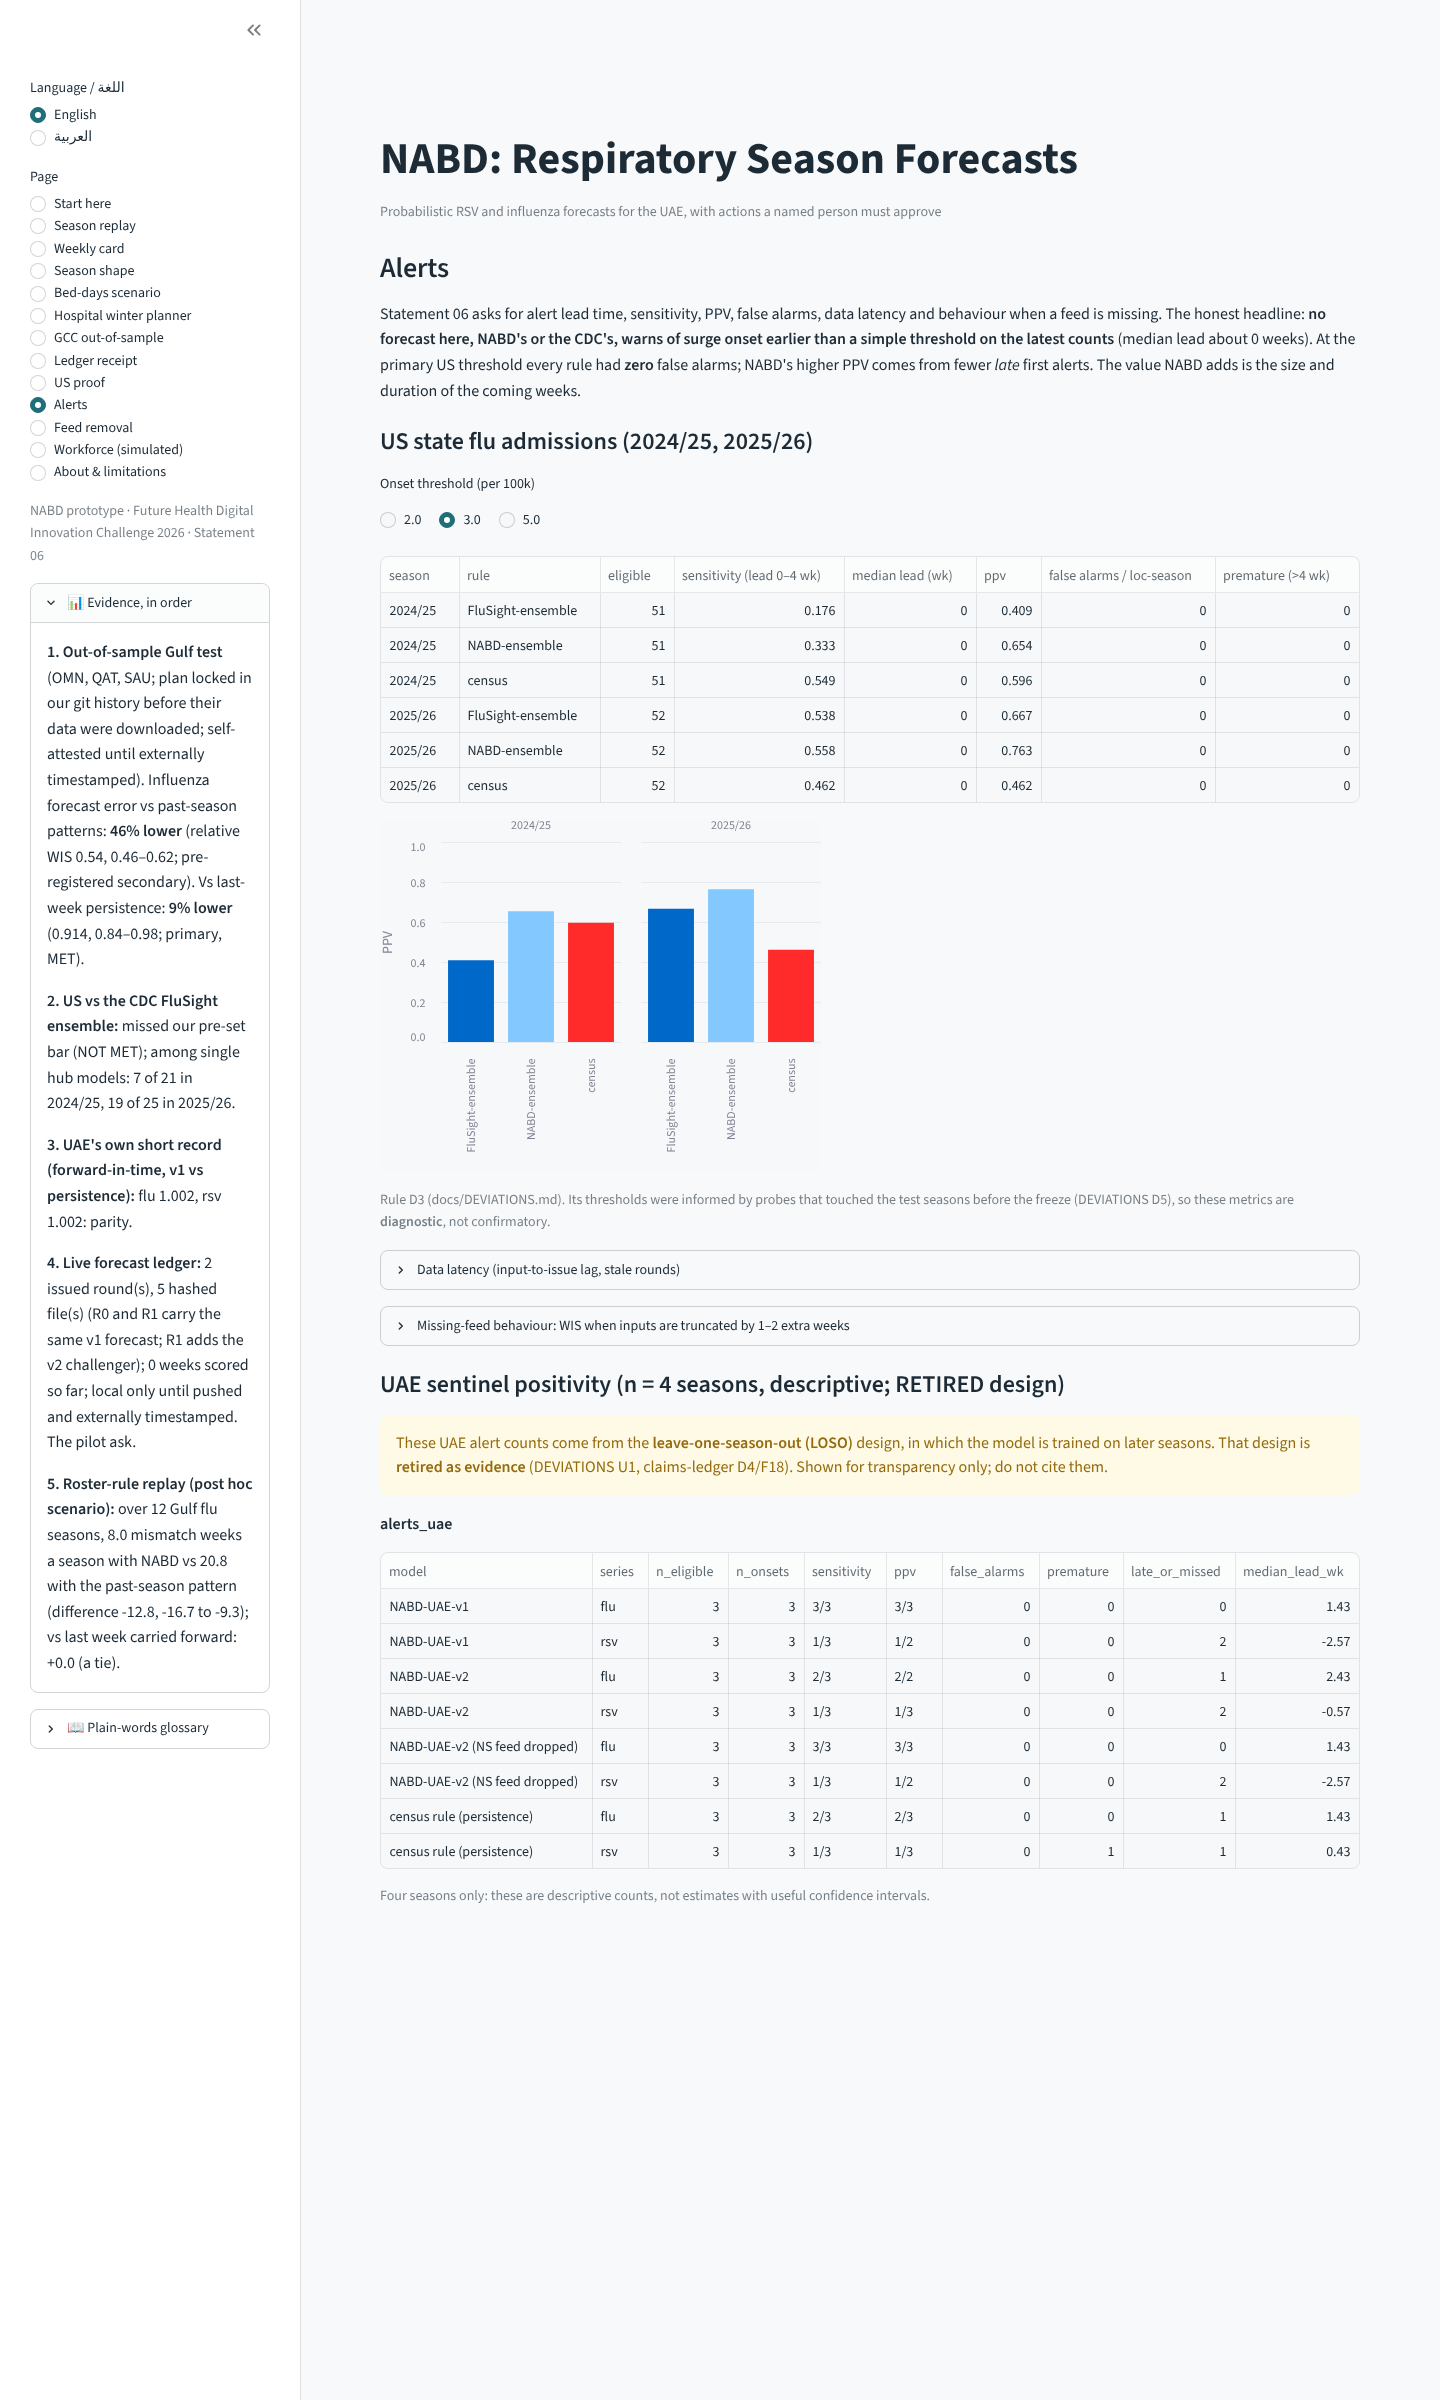 Language / اللغة
English
العربية
Page
Start here
Season replay
Weekly card
Season shape
Bed-days scenario
Hospital winter planner
GCC out-of-sample
Ledger receipt
US proof
Alerts
Feed removal
Workforce (simulated)
About & limitations
NABD prototype · Future Health Digital
Innovation Challenge 2026 · Statement
06
📊 Evidence, in order
1. Out-of-sample Gulf test
(OMN, QAT, SAU; plan locked in
our git history before their
data were downloaded; self-
attested until externally
timestamped). Influenza
forecast error vs past-season
patterns: 46% lower (relative
WIS 0.54, 0.46–0.62; pre-
registered secondary). Vs last-
week persistence: 9% lower
(0.914, 0.84–0.98; primary,
MET).
2. US vs the CDC FluSight
ensemble: missed our pre-set
bar (NOT MET); among single
hub models: 7 of 21 in
2024/25, 19 of 25 in 2025/26.
3. UAE's own short record
(forward-in-time, v1 vs
persistence): flu 1.002, rsv
1.002: parity.
4. Live forecast ledger: 2
issued round(s), 5 hashed
file(s) (R0 and R1 carry the
same v1 forecast; R1 adds the
v2 challenger); 0 weeks scored
so far; local only until pushed
and externally timestamped.
The pilot ask.
5. Roster-rule replay (post hoc
scenario): over 12 Gulf flu
seasons, 8.0 mismatch weeks
a season with NABD vs 20.8
with the past-season pattern
(difference -12.8, -16.7 to -9.3);
vs last week carried forward:
+0.0 (a tie).
📖 Plain-words glossary
NABD: Respiratory Season Forecasts
Probabilistic RSV and influenza forecasts for the UAE, with actions a named person must approve
Alerts
Statement 06 asks for alert lead time, sensitivity, PPV, false alarms, data latency and behaviour when a feed is missing. The honest headline: no
forecast here, NABD's or the CDC's, warns of surge onset earlier than a simple threshold on the latest counts (median lead about 0 weeks). At the
primary US threshold every rule had zero false alarms; NABD's higher PPV comes from fewer late first alerts. The value NABD adds is the size and
duration of the coming weeks.
US state flu admissions (2024/25, 2025/26)
Onset threshold (per 100k)
2.0 3.0 5.0
season rule eligible sensitivity (lead 0–4 wk) median lead (wk) ppv false alarms / loc-season premature (>4 wk)
2024/25 FluSight-ensemble 51 0.176 0 0.409 0 0
2024/25 NABD-ensemble 51 0.333 0 0.654 0 0
2024/25 census 51 0.549 0 0.596 0 0
2025/26 FluSight-ensemble 52 0.538 0 0.667 0 0
2025/26 NABD-ensemble 52 0.558 0 0.763 0 0
2025/26 census 52 0.462 0 0.462 0 0
2024/25 2025/26
1.0
0.8
0.6
0.4
0.2
0.0
PPV
FluSight-ensemble NABD-ensemble census FluSight-ensemble NABD-ensemble census
Rule D3 (docs/DEVIATIONS.md). Its thresholds were informed by probes that touched the test seasons before the freeze (DEVIATIONS D5), so these metrics are
diagnostic, not confirmatory.
Data latency (input-to-issue lag, stale rounds)
Missing-feed behaviour: WIS when inputs are truncated by 1–2 extra weeks
UAE sentinel positivity (n = 4 seasons, descriptive; RETIRED design)
These UAE alert counts come from the leave-one-season-out (LOSO) design, in which the model is trained on later seasons. That design is
retired as evidence (DEVIATIONS U1, claims-ledger D4/F18). Shown for transparency only; do not cite them.
alerts_uae
model series n_eligible n_onsets sensitivity ppv false_alarms premature late_or_missed median_lead_wk
NABD-UAE-v1 flu 3 3 3/3 3/3 0 0 0 1.43
NABD-UAE-v1 rsv 3 3 1/3 1/2 0 0 2 -2.57
NABD-UAE-v2 flu 3 3 2/3 2/2 0 0 1 2.43
NABD-UAE-v2 rsv 3 3 1/3 1/3 0 0 2 -0.57
NABD-UAE-v2 (NS feed dropped) flu 3 3 3/3 3/3 0 0 0 1.43
NABD-UAE-v2 (NS feed dropped) rsv 3 3 1/3 1/2 0 0 2 -2.57
census rule (persistence) flu 3 3 2/3 2/3 0 0 1 1.43
census rule (persistence) rsv 3 3 1/3 1/3 0 1 1 0.43
Four seasons only: these are descriptive counts, not estimates with useful confidence intervals.